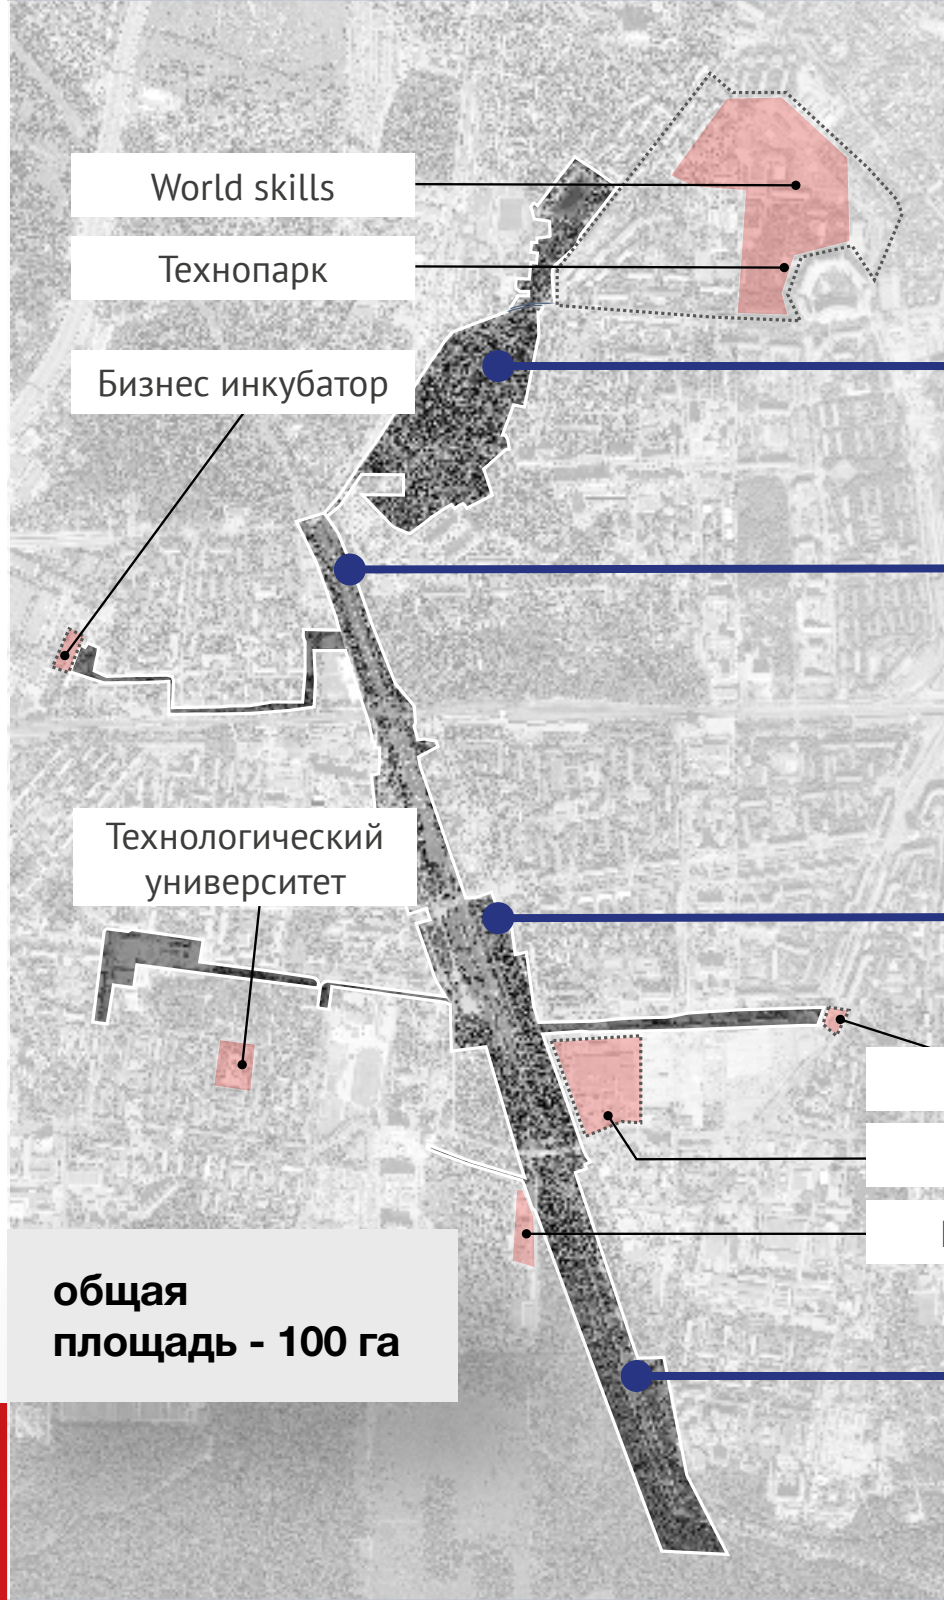 World skills
Технопарк
Бизнес инкубатор
Технологический
университет
общая
площадь - 100 га